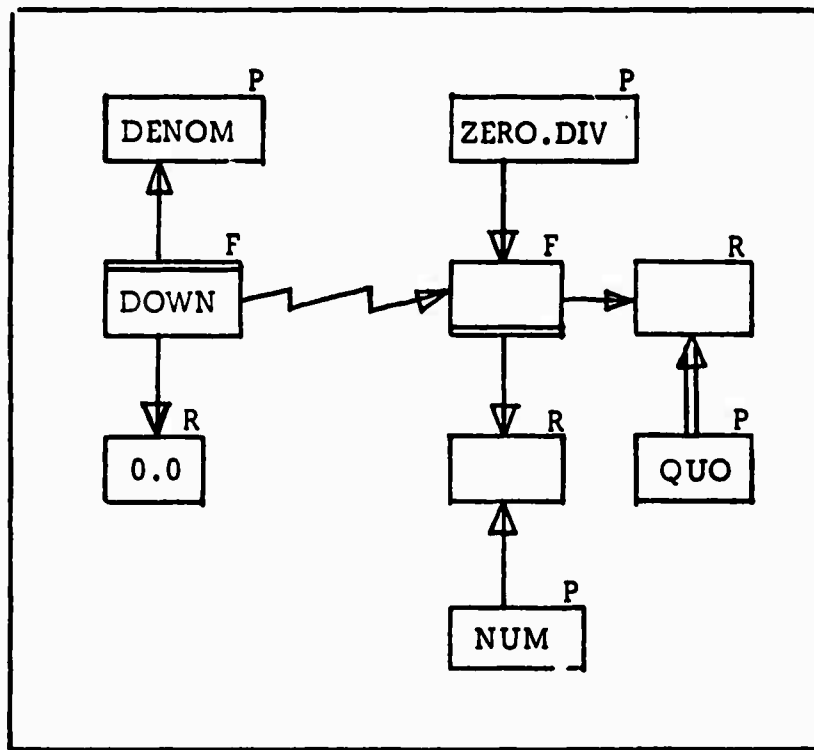 P P
DENOM ZERO.DIV
F F R
DOWN
R R P
0.0 QUO
P
NUM